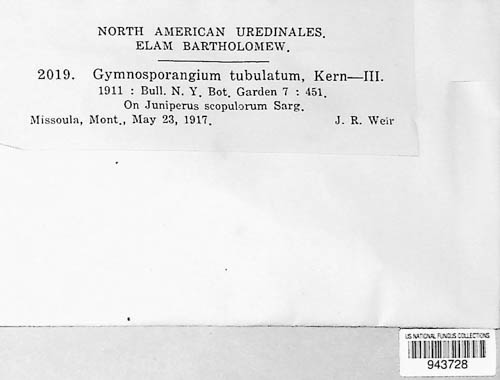 NORTH AMERICAN UREDINALES.
ELAM BARTHOLOMEW.
2019. Gymnosporangium tubulatum, Kern—III.
1911 : Bull. N. Y. Bot. Garden 7 : 451.
On Juniperus scopulorum Sarg.
Missoula, Mont., May 23, 1917. J. R. Weir
US NATIONAL FUNGUS COLLECTIONS
943728